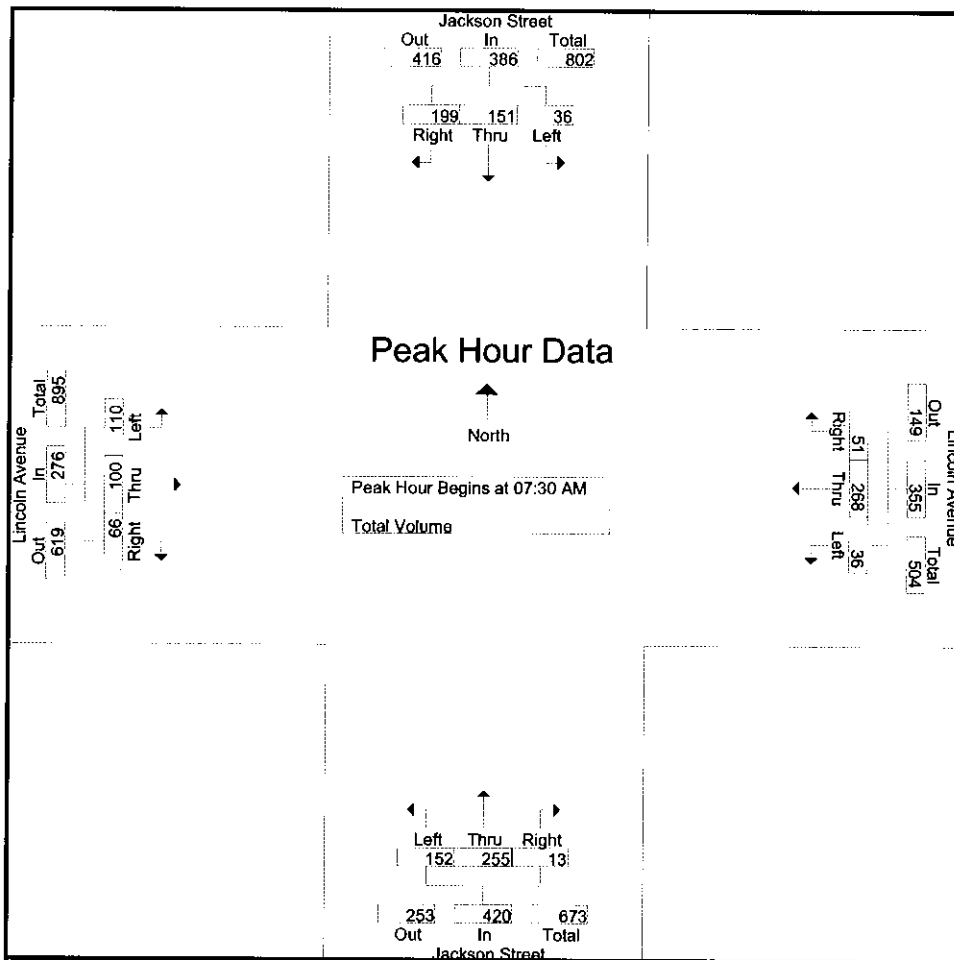 Jackson Street
Out In Total
416 386 802
199 151 36
Right Thru Left
Peak Hour Data
North
Peak Hour Begins at 07:30 AM
Total Volume
Lincoln Avenue
Out In Total
619 276 895
66 100 110
Right Thru Left
Lincoln Avenue
Out In Total
149 355 504
51 268 36
Right Thru Left
Left Thru Right
152 255 13
253 420 673
Out In Total
Jackson Street